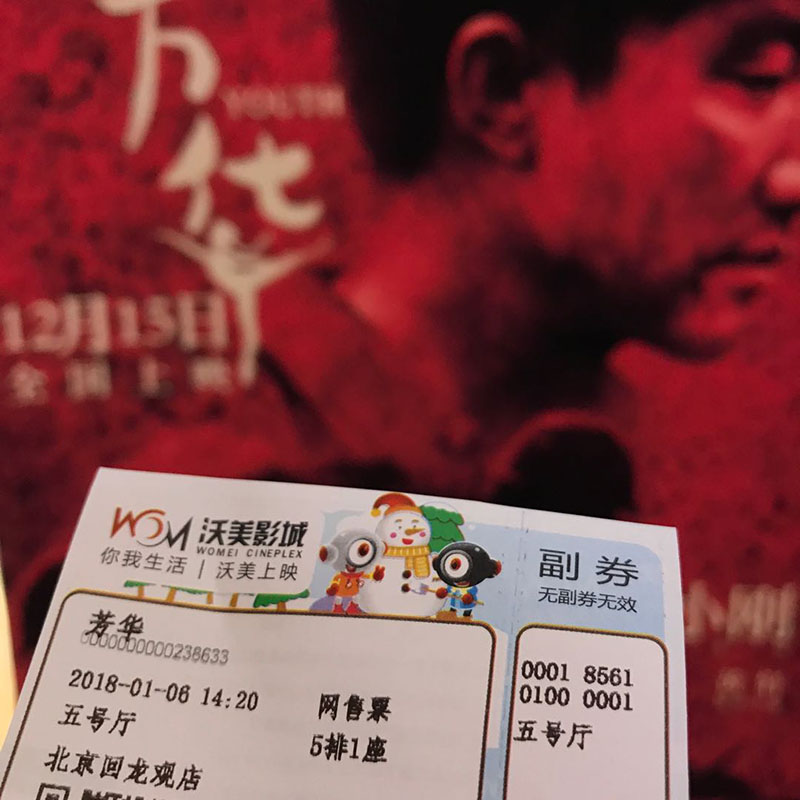 芳华
YOUTH
12月15日
全国上映
小刚
WOM 沃美影城
WOMEI CINEPLEX
你我生活 | 沃美上映
副券
无副券无效
芳华
0000000000238633
2018-01-06 14:20
网售票
五号厅
5排1座
北京回龙观店
0001 8561
0100 0001
五号厅